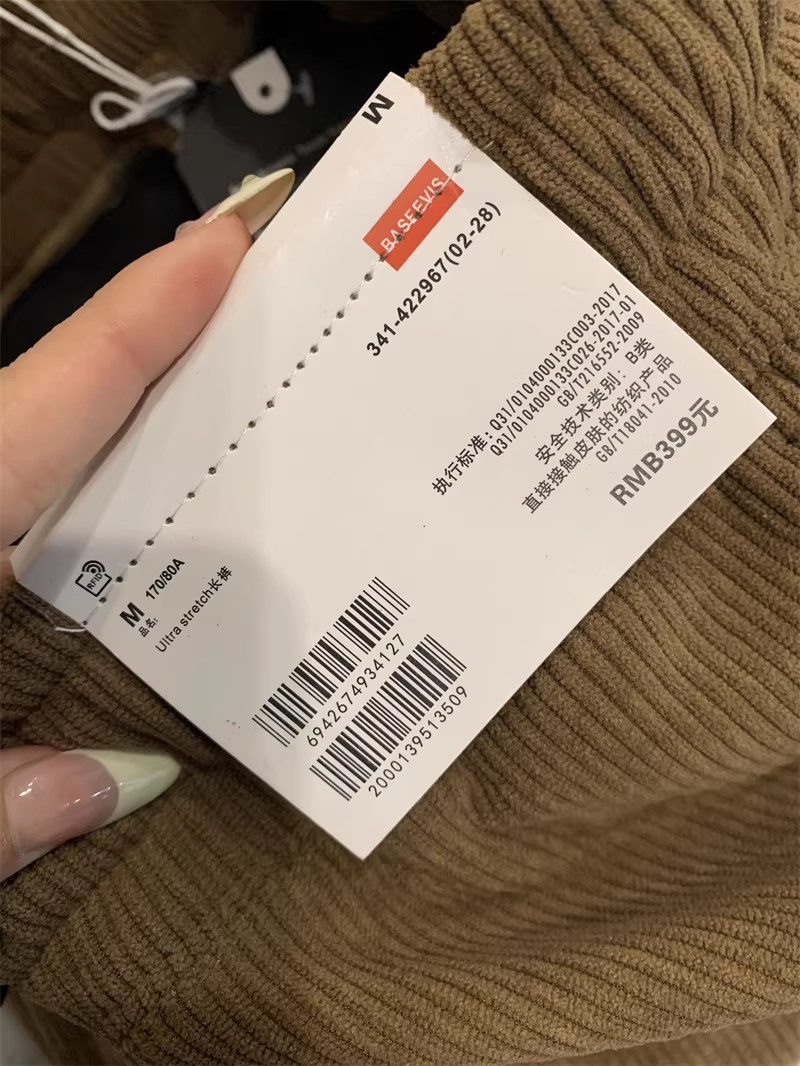 M
BASEEVIS
341-422967(02-28)
执行标准：Q31/0104000133C003-2017
Q31/0104000133C026-2017-01
GB/T216552-2009
安全技术类别：B类
直接接触皮肤的纺织产品
GB/T18041-2010
RMB399元
RFID
M 170/80A
品名：
Ultra stretch长裤
6942674934127
2000139513509